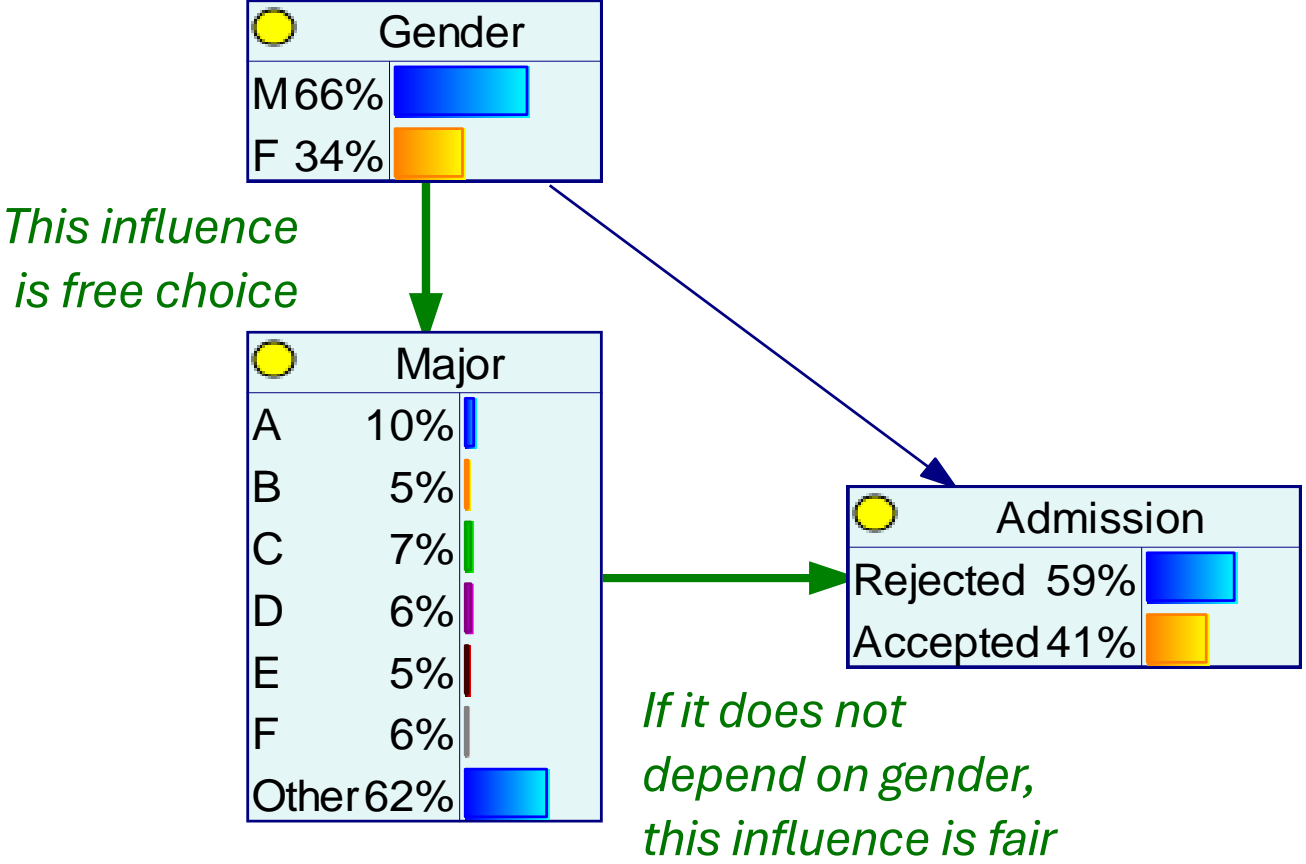 Gender
M 66%
F 34%
This influence
is free choice
Major
A 10%
B 5%
C 7%
D 6%
E 5%
F 6%
Other 62%
Admission
Rejected 59%
Accepted 41%
If it does not
depend on gender,
this influence is fair